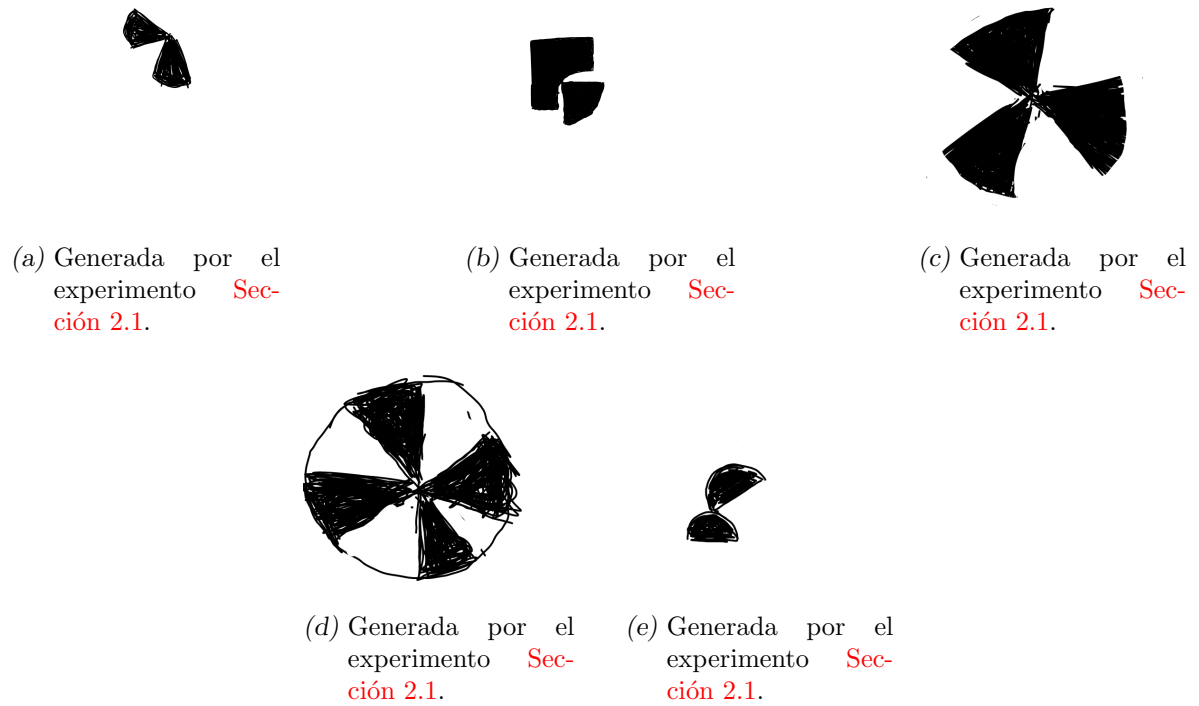 (a) Generada por el
experimento Sec-
ción 2.1.
(b) Generada por el
experimento Sec-
ción 2.1.
(c) Generada por el
experimento Sec-
ción 2.1.
(d) Generada por el
experimento Sec-
ción 2.1.
(e) Generada por el
experimento Sec-
ción 2.1.